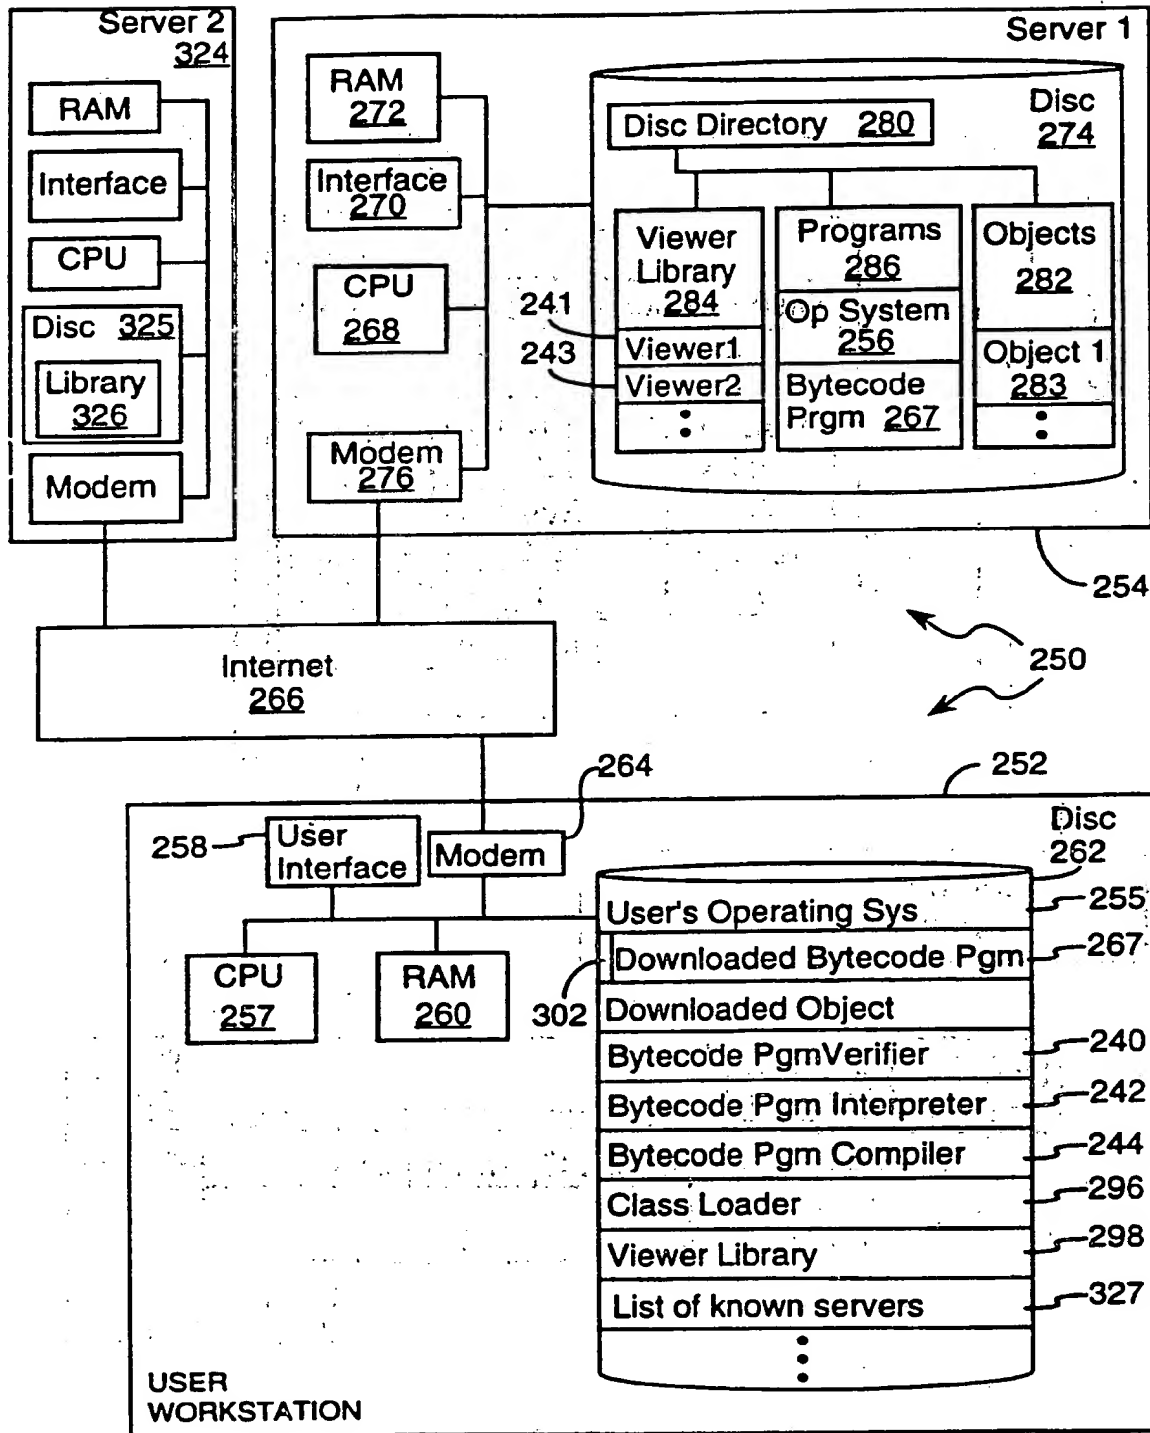 Server 2
324
RAM
Interface
CPU
Disc 325
Library
326
Modem
Server 1
RAM
272
Interface
270
CPU
268
Modem
276
Disc
274
Disc Directory 280
Viewer
Library
284
241
Viewer1
243
Viewer2
Programs
286
Op System
256
Bytecode
Prgm 267
Objects
282
Object 1
283
254
Internet
266
250
252
264
258
User
Interface
Modem
CPU
257
RAM
260
Disc
262
User's Operating Sys
255
Downloaded Bytecode Pgm
267
302
Downloaded Object
Bytecode PgmVerifier
240
Bytecode Pgm Interpreter
242
Bytecode Pgm Compiler
244
Class Loader
296
Viewer Library
298
List of known servers
327
USER
WORKSTATION